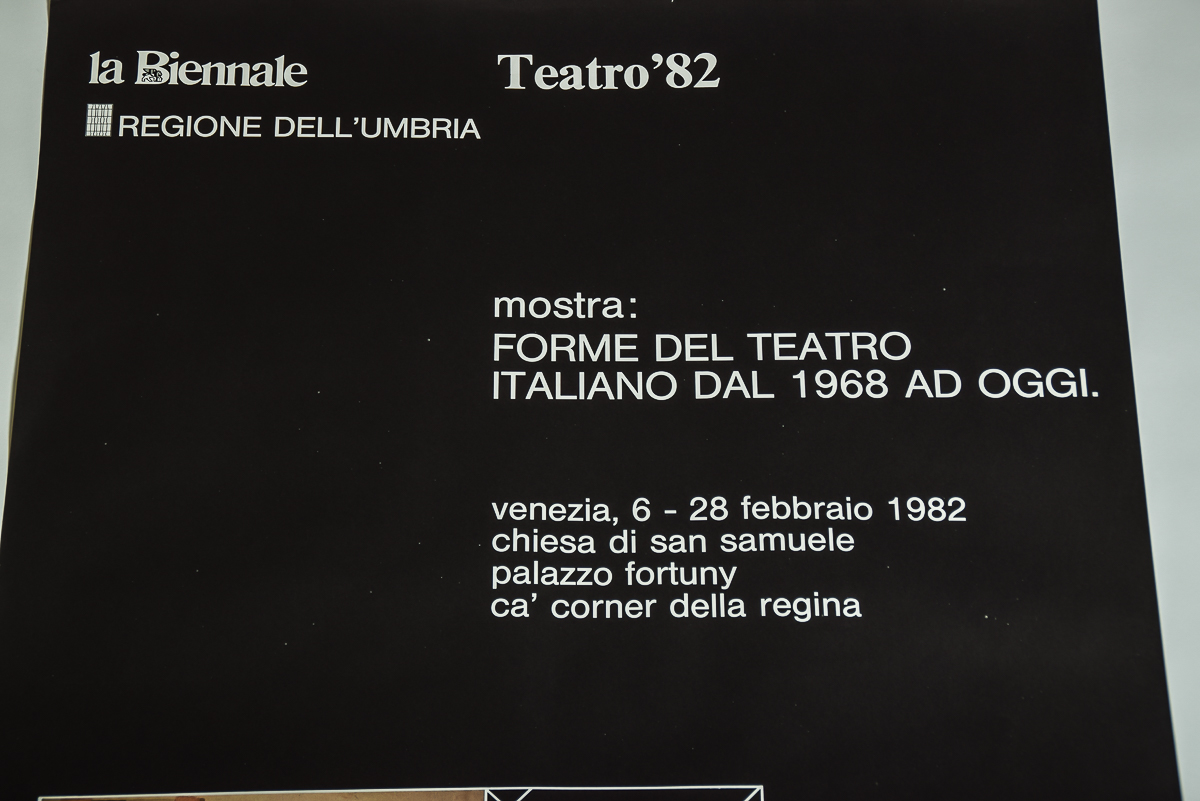 la Biennale
Teatro'82
REGIONE DELL'UMBRIA
mostra:
FORME DEL TEATRO
ITALIANO DAL 1968 AD OGGI.
venezia, 6 - 28 febbraio 1982
chiesa di san samuele
palazzo fortuny
ca' corner della regina